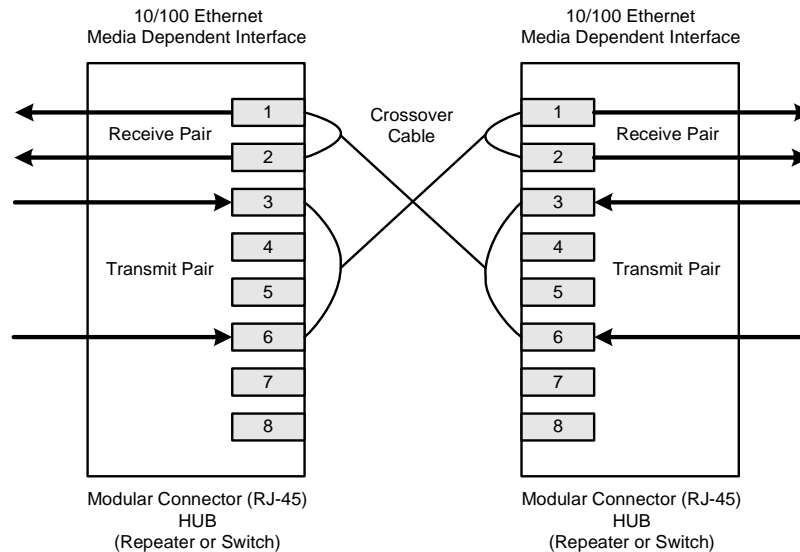 10/100 Ethernet
Media Dependent Interface
10/100 Ethernet
Media Dependent Interface
1
Receive Pair
2
3
4
Transmit Pair
5
6
7
8
Crossover
Cable
1
Receive Pair
2
3
4
Transmit Pair
5
6
7
8
Modular Connector (RJ-45)
HUB
(Repeater or Switch)
Modular Connector (RJ-45)
HUB
(Repeater or Switch)